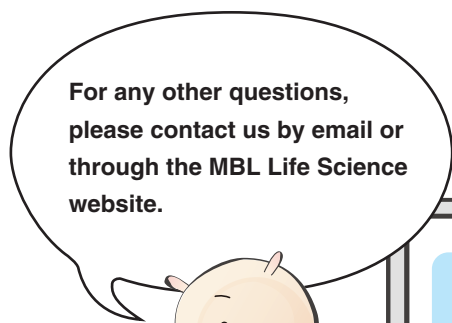 For any other questions,
please contact us by email or
through the MBL Life Science
website.